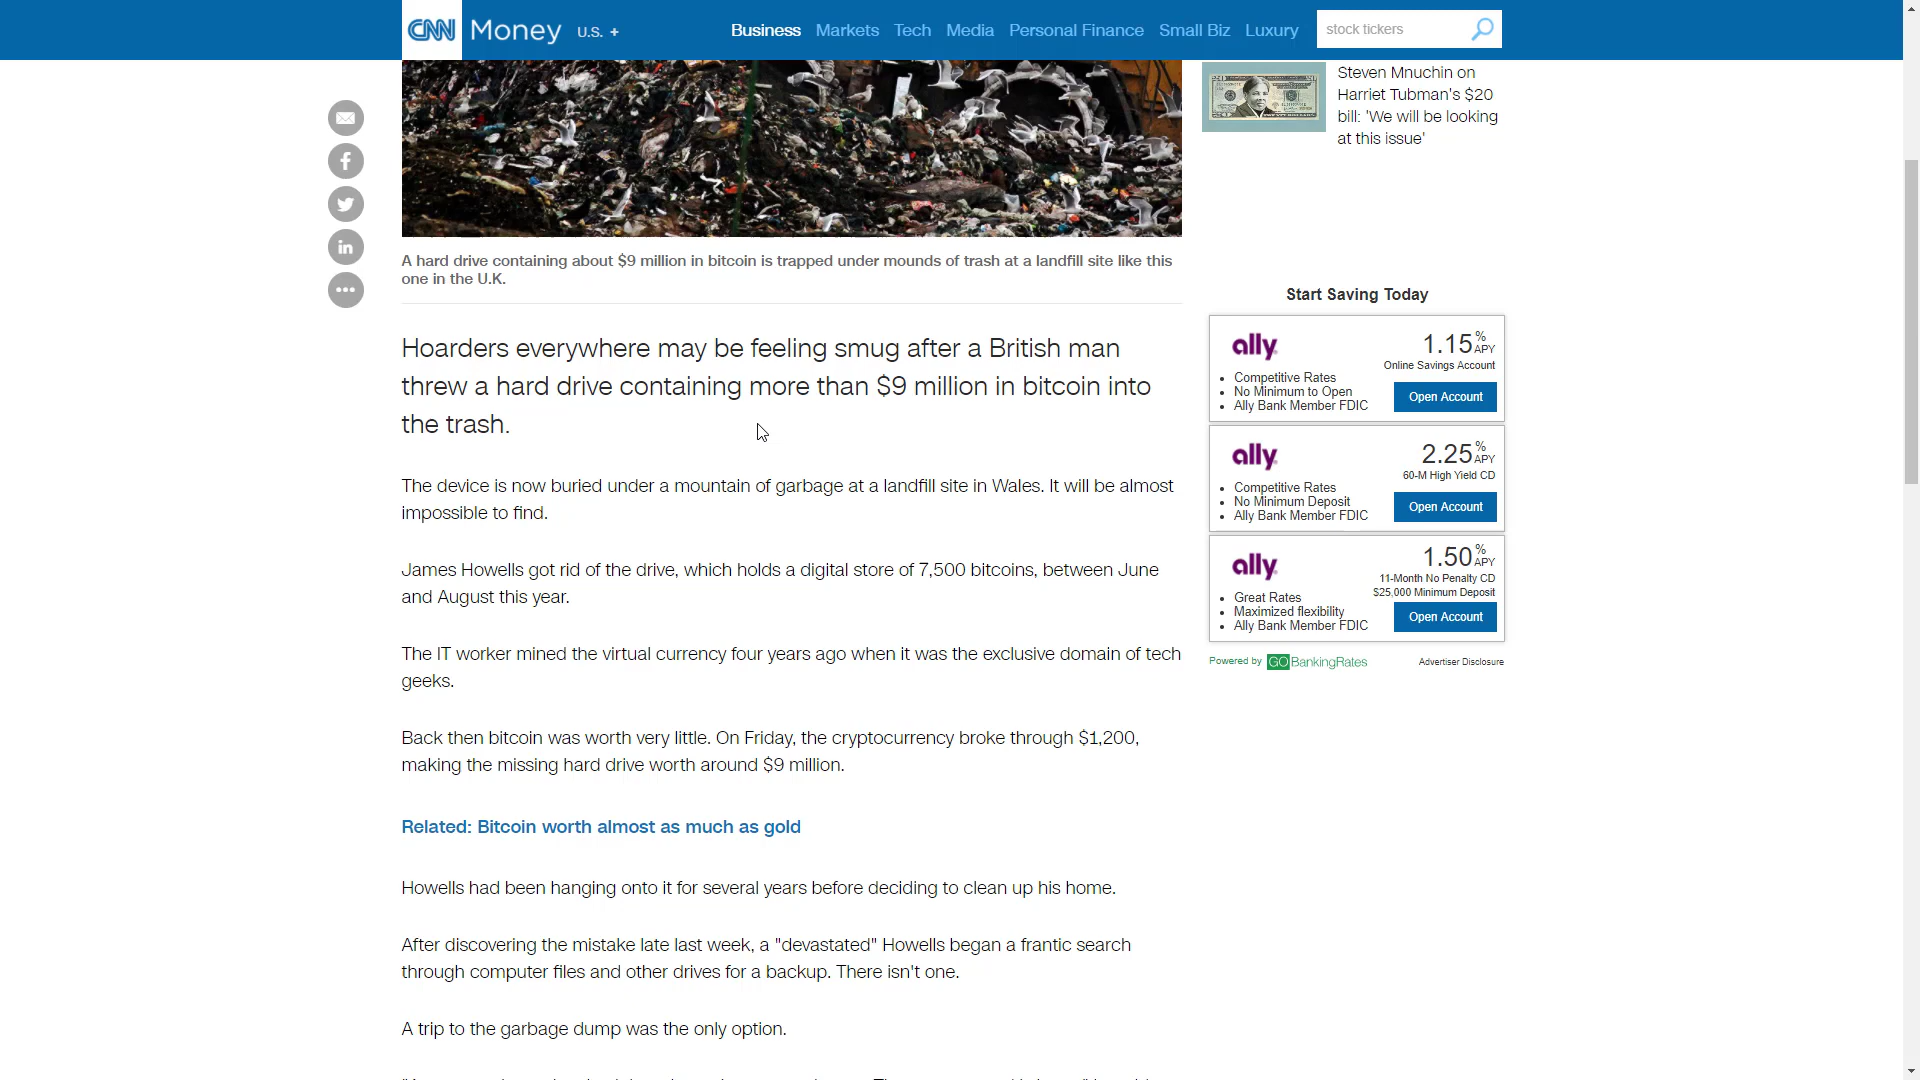 CNN Money U.S. + Business Markets Tech Media Personal Finance Small Biz Luxury stock tickers
Steven Mnuchin on
Harriet Tubman's $20
bill: 'We will be looking
at this issue'
A hard drive containing about $9 million in bitcoin is trapped under mounds of trash at a landfill site like this
one in the U.K.
Hoarders everywhere may be feeling smug after a British man
threw a hard drive containing more than $9 million in bitcoin into
the trash.
The device is now buried under a mountain of garbage at a landfill site in Wales. It will be almost
impossible to find.
James Howells got rid of the drive, which holds a digital store of 7,500 bitcoins, between June
and August this year.
The IT worker mined the virtual currency four years ago when it was the exclusive domain of tech
geeks.
Back then bitcoin was worth very little. On Friday, the cryptocurrency broke through $1,200,
making the missing hard drive worth around $9 million.
Related: Bitcoin worth almost as much as gold
Howells had been hanging onto it for several years before deciding to clean up his home.
After discovering the mistake late last week, a "devastated" Howells began a frantic search
through computer files and other drives for a backup. There isn't one.
A trip to the garbage dump was the only option.
Start Saving Today
ally
1.15 % APY
Online Savings Account
Competitive Rates
No Minimum to Open
Ally Bank Member FDIC
Open Account
ally
2.25 % APY
60-M High Yield CD
Competitive Rates
No Minimum Deposit
Ally Bank Member FDIC
Open Account
ally
1.50 % APY
11-Month No Penalty CD
$25,000 Minimum Deposit
Great Rates
Maximized flexibility
Ally Bank Member FDIC
Open Account
Powered by GOBankingRates Advertiser Disclosure